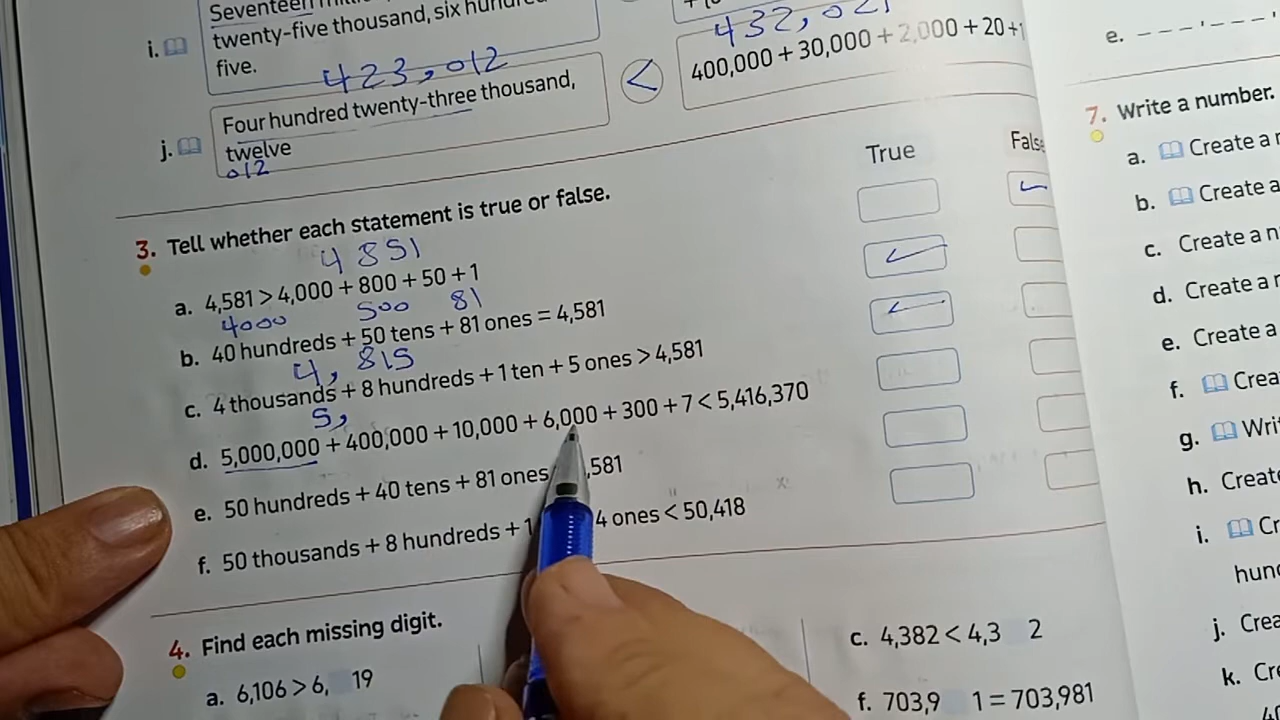 Seventeen
i. twenty-five thousand, six
five.
432,021
400,000 + 30,000 + 2,000 + 20 + 1
423,012
j. Four hundred twenty-three thousand,
twelve
<
012
3. Tell whether each statement is true or false.
True False
4851
a. 4,581 > 4,000 + 800 + 50 + 1
4000 500 81
b. 40 hundreds + 50 tens + 81 ones = 4,581
4,815
c. 4 thousands + 8 hundreds + 1 ten + 5 ones > 4,581
5,
d. 5,000,000 + 400,000 + 10,000 + 6,000 + 300 + 7 < 5,416,370
e. 50 hundreds + 40 tens + 81 ones ,581
f. 50 thousands + 8 hundreds + 1 4 ones < 50,418
4. Find each missing digit.
a. 6,106 > 6, 19
c. 4,382 < 4,3 2
f. 703,9 1 = 703,981
e. _ _ _ , _ _ _ ,
7. Write a number.
a. Create a
b. Create a
c. Create a
d. Create a
e. Create
f. Crea
g. Wri
h. Create
i. Cr
hund
j. Crea
k. Cre